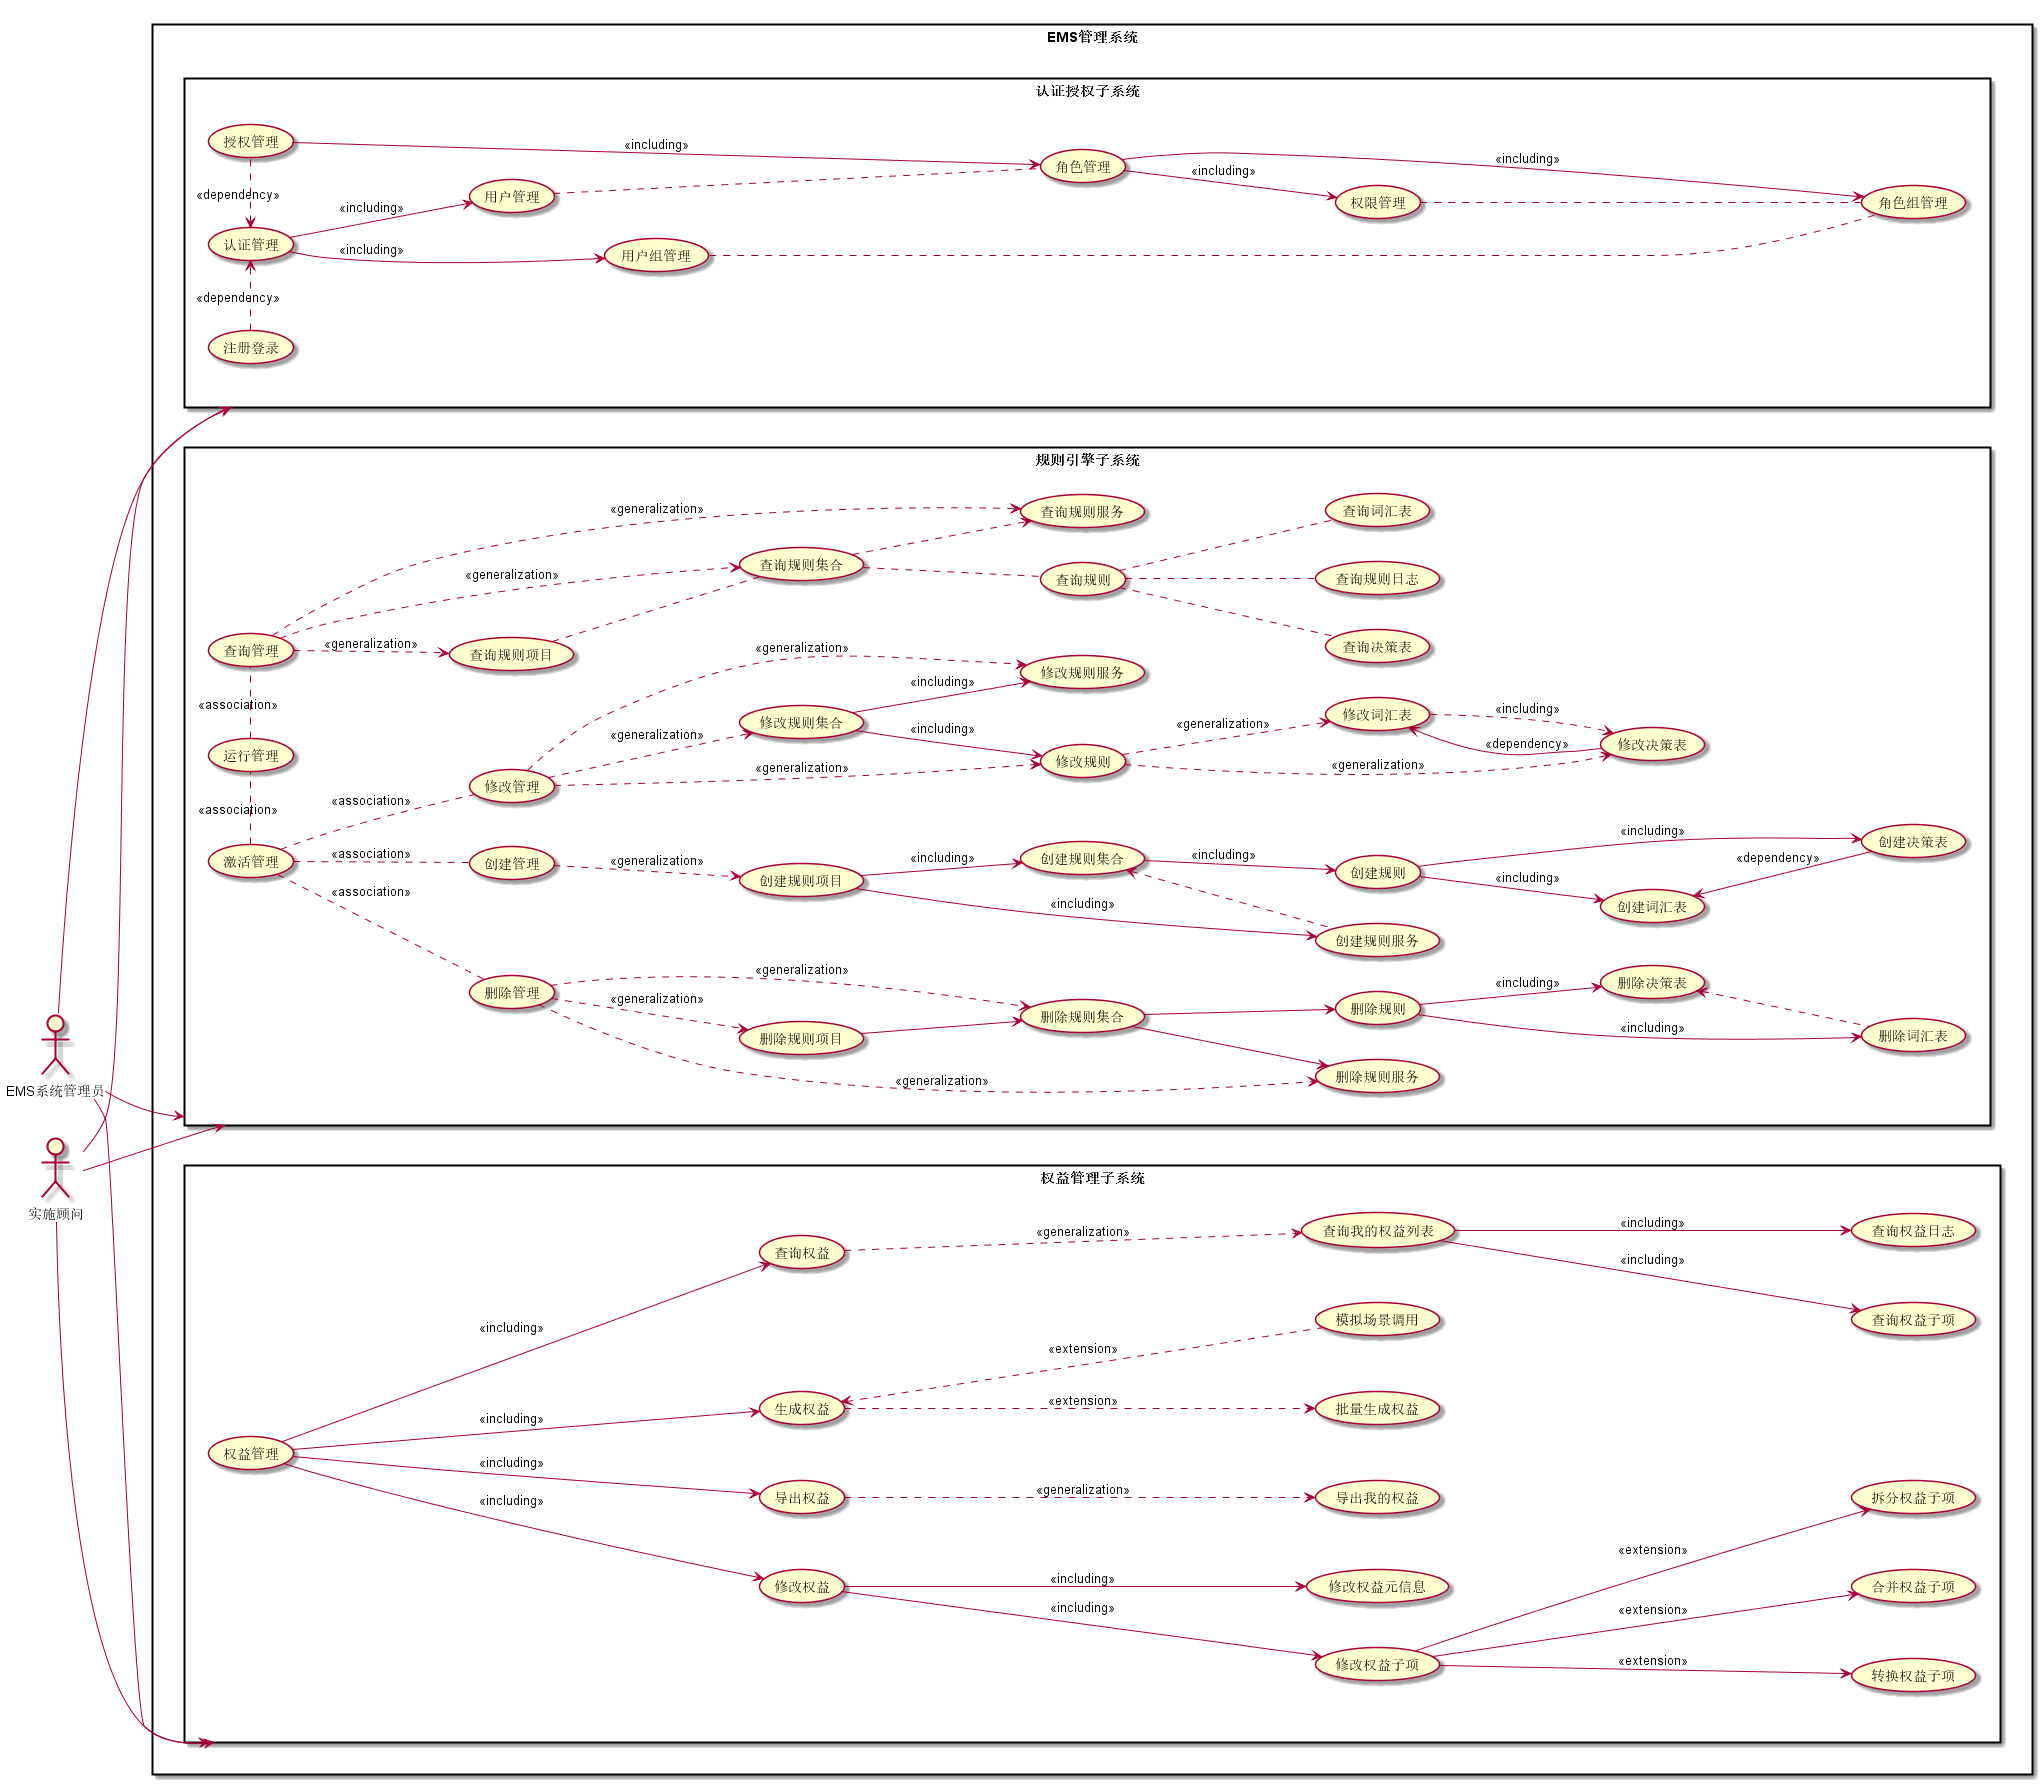 EMS管理系统
认证授权子系统
授权管理
«including»
角色管理
«including»
«including»
«dependency»
«including»
用户管理
权限管理
角色组管理
认证管理
«including»
用户组管理
«dependency»
注册登录
规则引擎子系统
«generalization»
查询规则服务
查询词汇表
«generalization»
查询规则集合
查询规则
查询规则日志
查询管理
«generalization»
查询规则项目
查询决策表
«generalization»
修改规则服务
«including»
«association»
修改规则集合
«including»
«generalization»
修改词汇表
«including»
运行管理
«generalization»
«generalization»
修改规则
«dependency»
修改决策表
«generalization»
修改管理
«association»
«association»
激活管理
«association»
创建管理
«generalization»
创建规则项目
«including»
创建规则集合
«including»
创建规则
«including»
创建决策表
«dependency»
«including»
创建词汇表
«association»
«including»
创建规则服务
删除管理
«generalization»
«generalization»
删除规则项目
删除规则集合
删除规则
«including»
删除决策表
«including»
删除词汇表
«generalization»
删除规则服务
EMS系统管理员
实施顾问
权益管理子系统
查询权益
«generalization»
查询我的权益列表
«including»
查询权益日志
«including»
查询权益子项
«including»
模拟场景调用
«extension»
«including»
生成权益
«extension»
批量生成权益
权益管理
«including»
导出权益
«generalization»
导出我的权益
«including»
拆分权益子项
«extension»
修改权益
«including»
修改权益元信息
合并权益子项
«including»
«extension»
修改权益子项
«extension»
转换权益子项